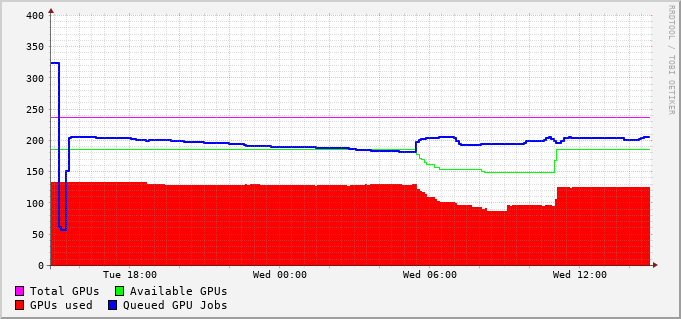 400
350
300
250
200
150
100
50
0
Tue 18:00 Wed 00:00 Wed 06:00 Wed 12:00
Total GPUs Available GPUs
GPUs used Queued GPU Jobs
RRDTOOL / TOBI OETIKER